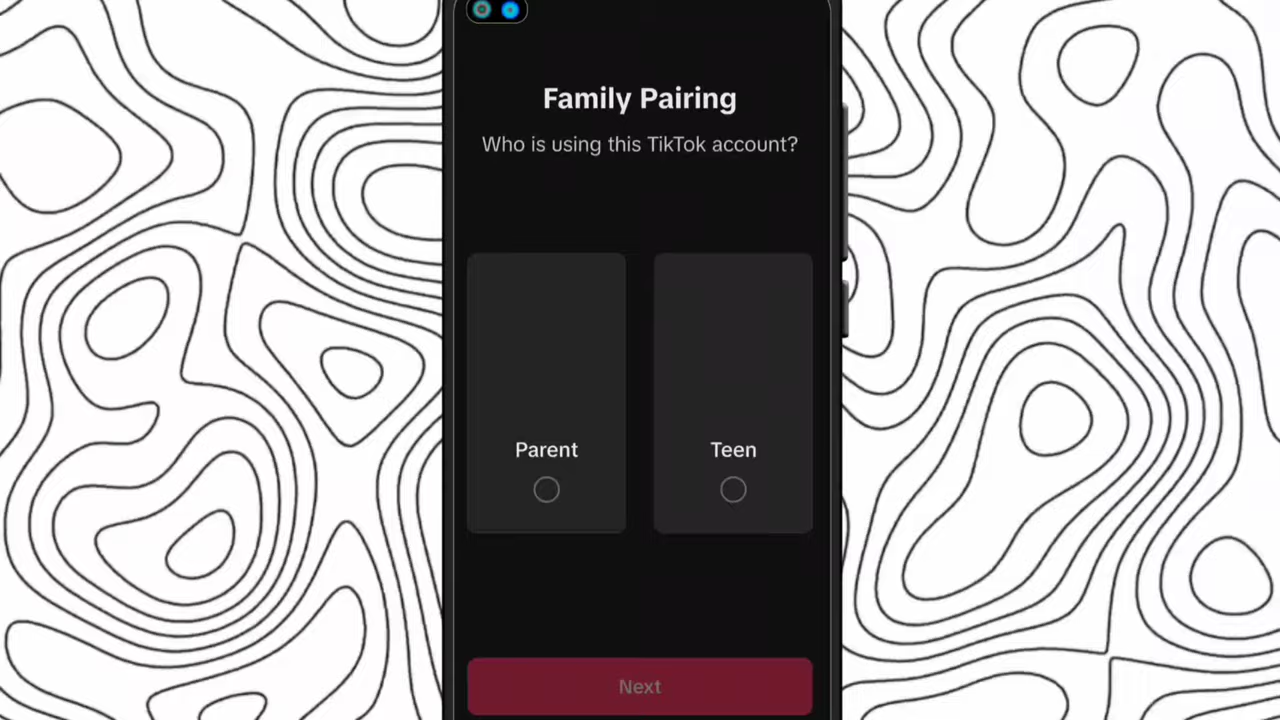 Family Pairing
Who is using this TikTok account?
Parent
Teen
Next